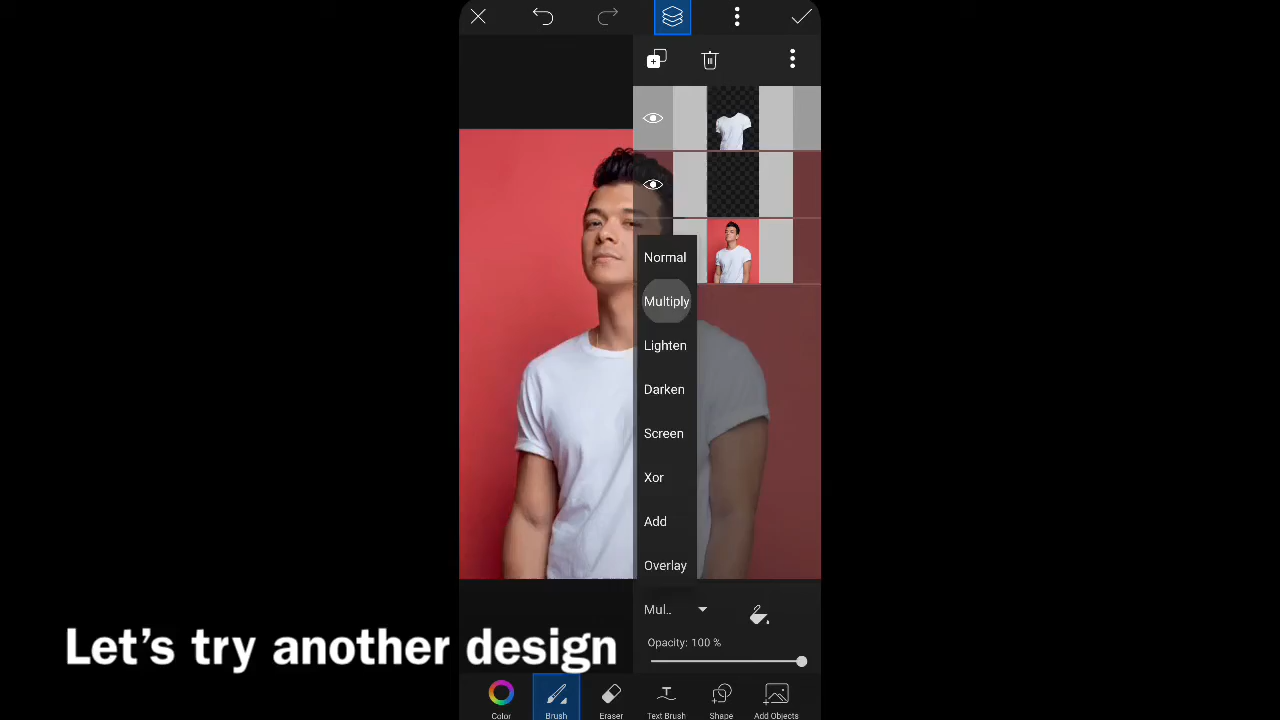 Normal
Multiply
Lighten
Darken
Screen
Xor
Add
Overlay
Mul..
Opacity: 100 %
Let's try another design
Color
Brush
Eraser
Text Brush
Shape
Add Objects